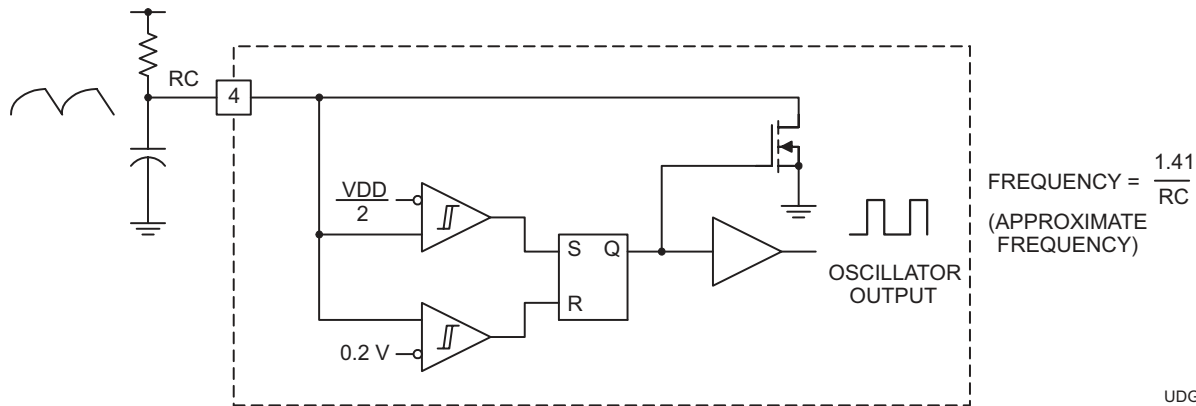 RC
4
VDD
2
0.2 V
S
Q
R
OSCILLATOR
OUTPUT
FREQUENCY = 1.41
RC
(APPROXIMATE
FREQUENCY)
UDG